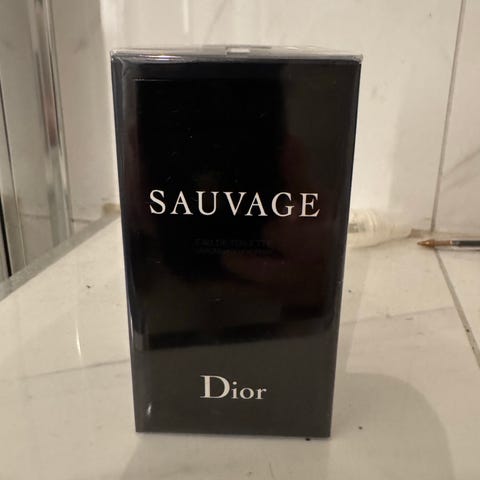 SAUVAGE
EAU DE TOILETTE
Dior